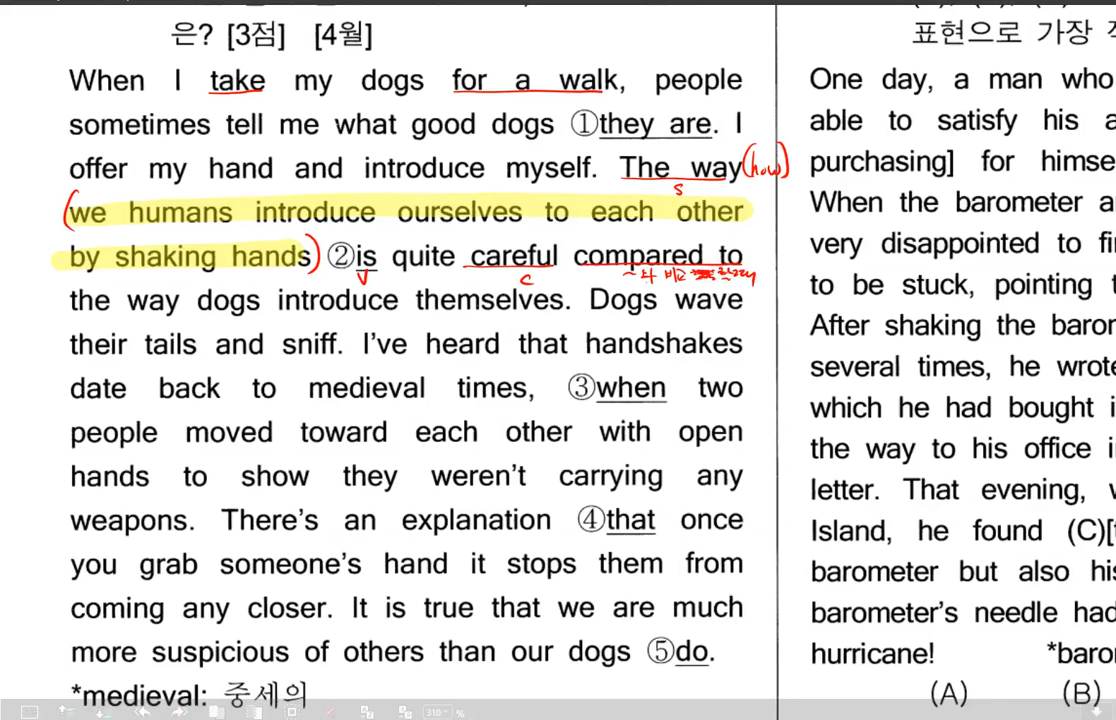 은? [3점] [4월]
When I take my dogs for a walk, people
sometimes tell me what good dogs ①they are. I
offer my hand and introduce myself. The way (how)
s
(we humans introduce ourselves to each other
by shaking hands) ②is quite careful compared to
v c
the way dogs introduce themselves. Dogs wave
their tails and sniff. I've heard that handshakes
date back to medieval times, ③when two
people moved toward each other with open
hands to show they weren't carrying any
weapons. There's an explanation ④that once
you grab someone's hand it stops them from
coming any closer. It is true that we are much
more suspicious of others than our dogs ⑤do.
*medieval: 중세의
표현으로 가장
One day, a man who
able to satisfy his a
purchasing] for himse
When the barometer a
very disappointed to fi
to be stuck, pointing t
After shaking the baro
several times, he wrote
which he had bought i
the way to his office i
letter. That evening,
Island, he found (C)[
barometer but also his
barometer's needle had
hurricane! *baro
(A) (B)
310 %